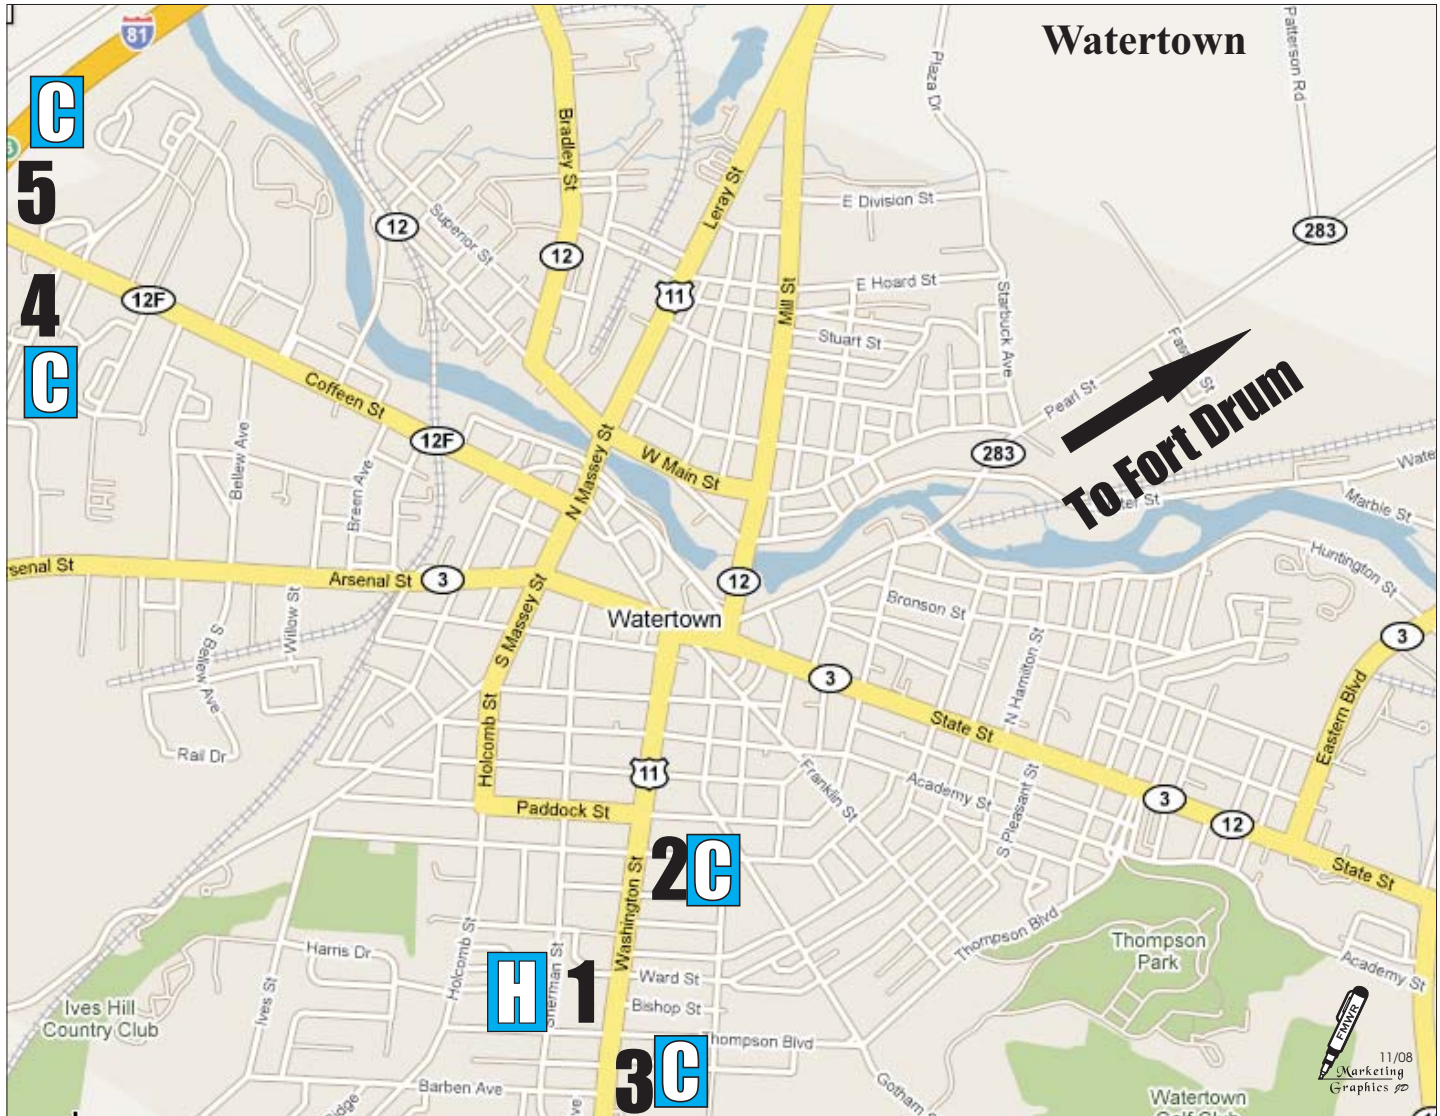 Watertown
81
C
5
4
C
12F
12
Superior St
Bradley St
12
Leray St
11
Mill St
E Division St
E Hoard St
Stuart St
Plaza Dr
Starbuck Ave
Patterson Rd
283
Pearl St
283
To Fort Drum
Marble St
Huntington St
Coffeen St
12F
Bellew Ave
Breen Ave
N Massey St
W Main St
Arsenal St
3
S Massey St
Willow St
S Bellew Ave
Rail Dr
12
Watertown
Bronson St
N Hamilton St
3
State St
3
Eastern Blvd
Holcomb St
11
Paddock St
Franklin St
Academy St
S Pleasant St
3
12
State St
2
C
Washington St
Thompson Blvd
Thompson
Park
Academy St
Harris Dr
Ives St
Holcomb St
Sherman St
H
1
Ward St
Bishop St
Thompson Blvd
3
C
Barben Ave
Ives Hill
Country Club
Watertown
Golf Club
FMWR
11/08
Marketing
Graphics JD